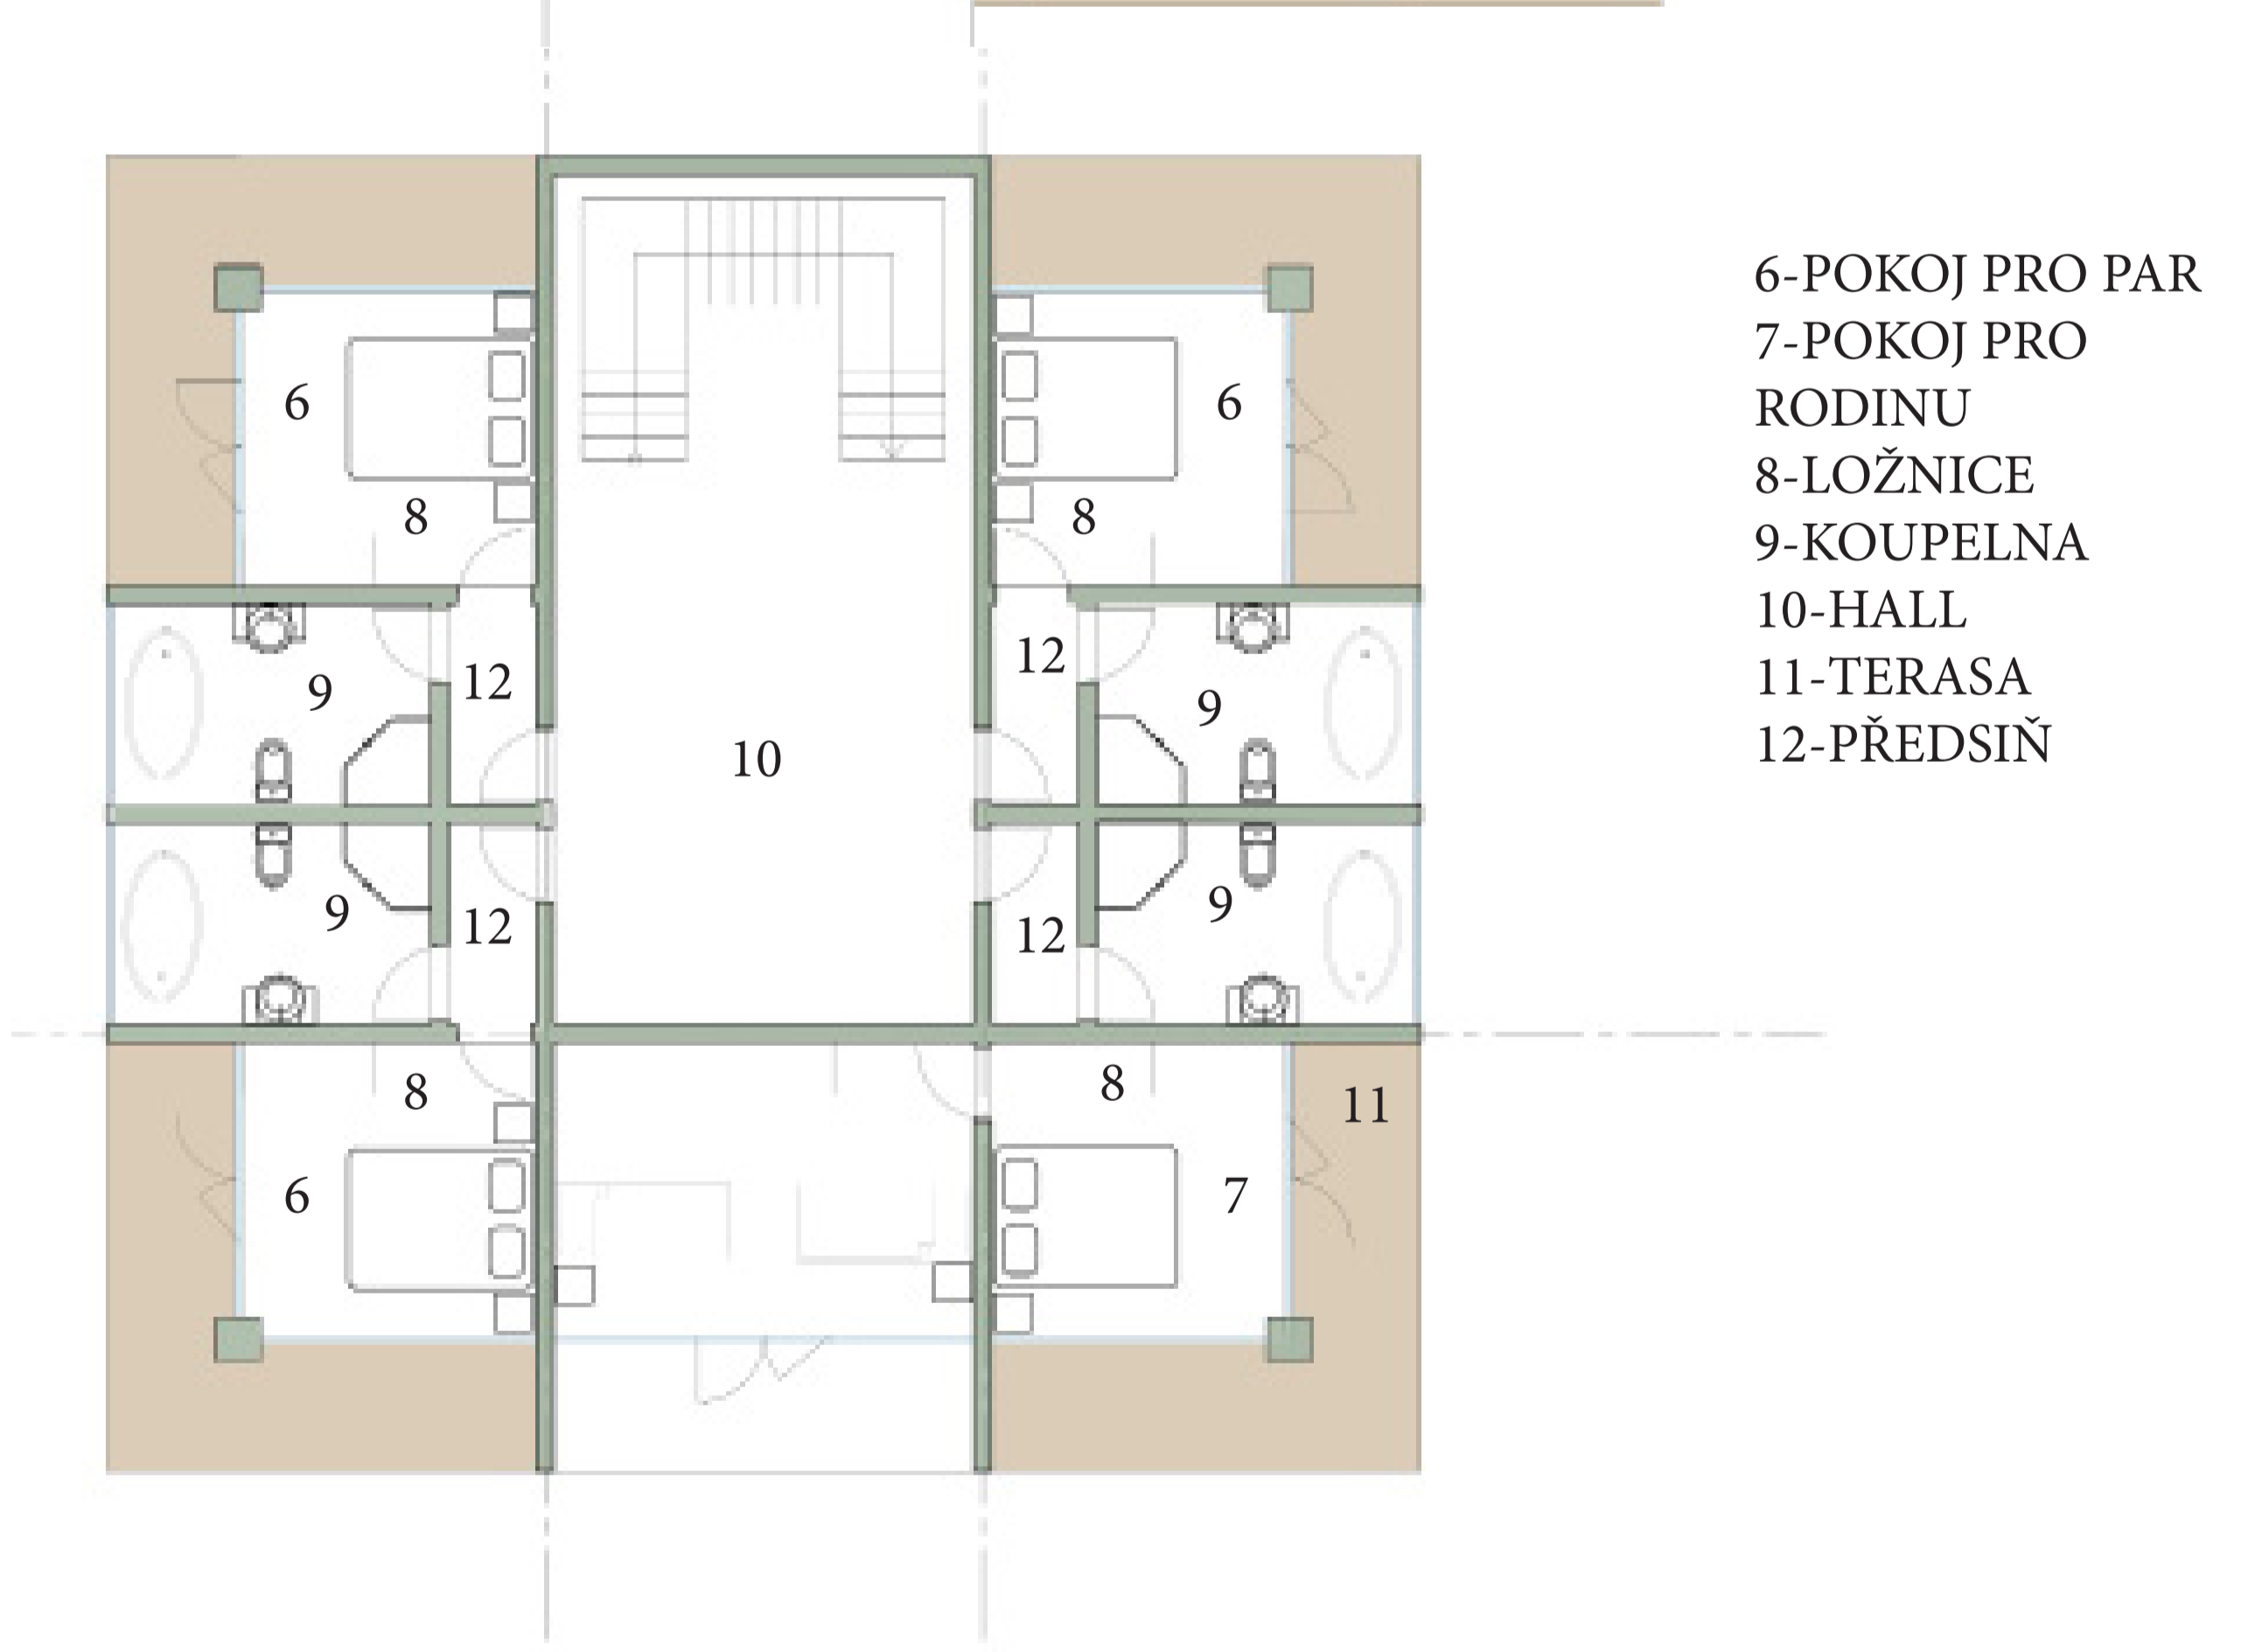 6-POKOJ PRO PAR
7-POKOJ PRO
RODINU
8-LOŽNICE
9-KOUPELNA
10-HALL
11-TERASA
12-PŘEDSIŇ
6
6
8
8
12
12
9
9
10
9
9
12
12
8
8
11
6
7